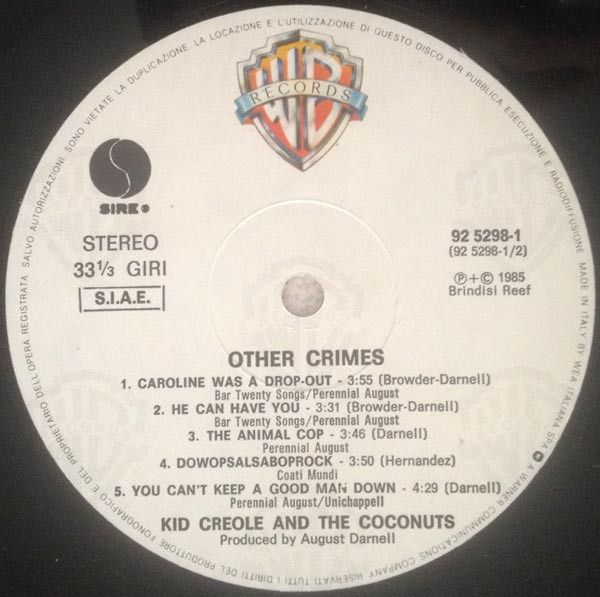 DELL'OPERA REGISTRATA. SALVO AUTORIZZAZIONI, SONO VIETATE LA DUPLICAZIONE, LA LOCAZIONE E L'UTILIZZAZIONE DI QUESTO DISCO PER PUBBLICA ESECUZIONE E RADIODIFFUSIONE. MADE IN ITALY BY WEA ITALIANA SPA
A WARNER COMMUNICATIONS COMPANY TUTTI I DIRITTI DEL PRODUTTORE FONOGRAFICO E DEL PROPRIETARIO
WB
RECORDS
S
SIRE
STEREO
33 1/3 GIRI
S.I.A.E.
92 5298-1
(92 5298-1/2)
℗+© 1985
Brindisi Reef
OTHER CRIMES
1. CAROLINE WAS A DROP-OUT - 3:55 (Browder-Darnell)
Bar Twenty Songs/Perennial August
2. HE CAN HAVE YOU - 3:31 (Browder-Darnell)
Bar Twenty Songs/Perennial August
3. THE ANIMAL COP - 3:46 (Darnell)
Perennial August
4. DOWOPSALSABOPROCK - 3:50 (Hernandez)
Coati Mundi
5. YOU CAN'T KEEP A GOOD MAN DOWN - 4:29 (Darnell)
Perennial August/Unichappell
KID CREOLE AND THE COCONUTS
Produced by August Darnell